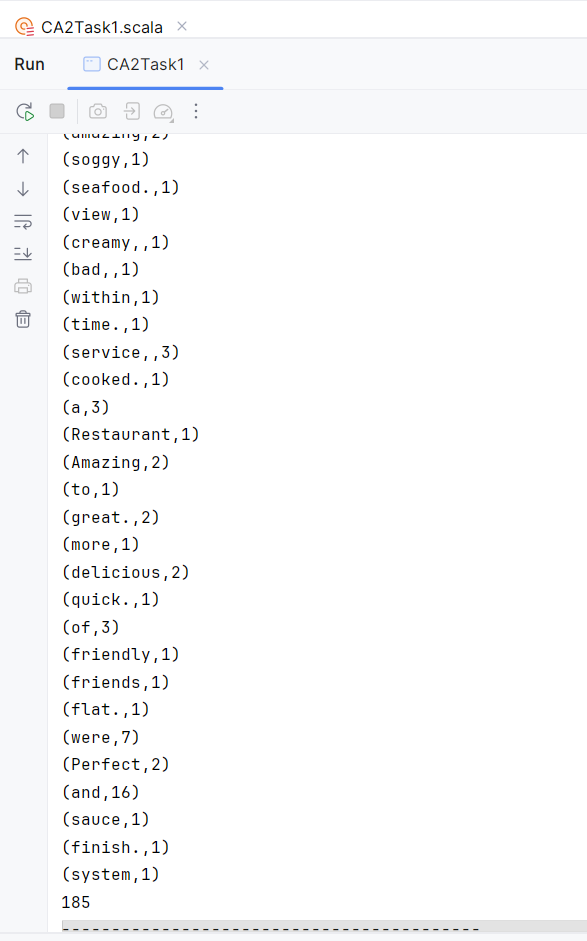 CA2Task1.scala
Run CA2Task1
(amazing,2)
(soggy,1)
(seafood.,1)
(view,1)
(creamy,,1)
(bad,,1)
(within,1)
(time.,1)
(service,,3)
(cooked.,1)
(a,3)
(Restaurant,1)
(Amazing,2)
(to,1)
(great.,2)
(more,1)
(delicious,2)
(quick.,1)
(of,3)
(friendly,1)
(friends,1)
(flat.,1)
(were,7)
(Perfect,2)
(and,16)
(sauce,1)
(finish.,1)
(system,1)
185
----------------------------------------